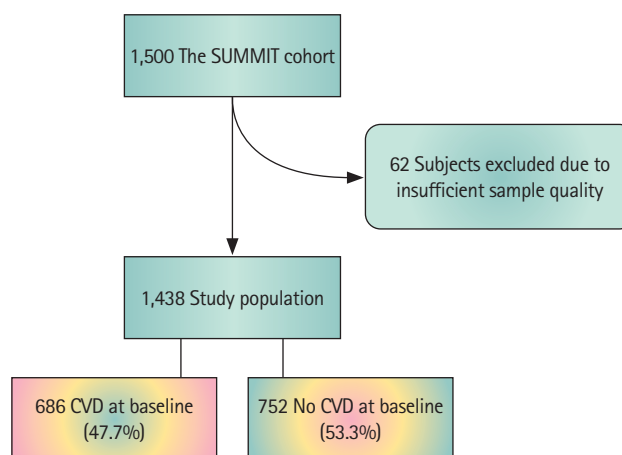 1,500 The SUMMIT cohort
62 Subjects excluded due to
insufficient sample quality
1,438 Study population
686 CVD at baseline
(47.7%)
752 No CVD at baseline
(53.3%)